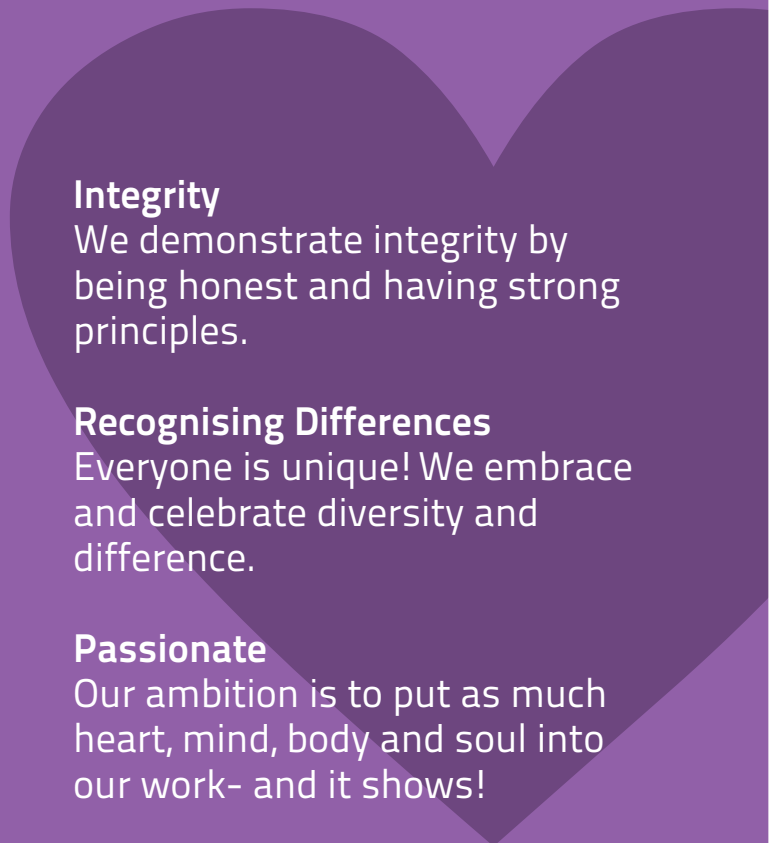 Integrity
We demonstrate integrity by
being honest and having strong
principles.
Recognising Differences
Everyone is unique! We embrace
and celebrate diversity and
difference.
Passionate
Our ambition is to put as much
heart, mind, body and soul into
our work- and it shows!